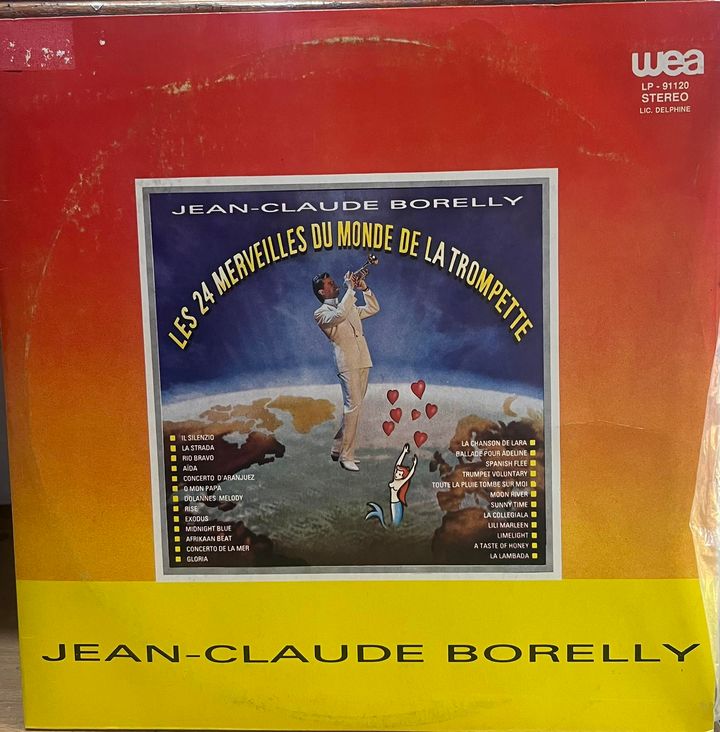 wea
LP - 91120
STEREO
LIC. DELPHINE
JEAN-CLAUDE BORELLY
LES 24 MERVEILLES DU MONDE DE LA TROMPETTE
IL SILENZIO
LA STRADA
RIO BRAVO
AÏDA
CONCERTO D'ARANJUEZ
O MON PAPA
DOLANNES MELODY
RISE
EXODUS
MIDNIGHT BLUE
AFRIKAAN BEAT
CONCERTO DE LA MER
GLORIA
LA CHANSON DE LARA
BALLADE POUR ADELINE
SPANISH FLEE
TRUMPET VOLUNTARY
TOUTE LA PLUIE TOMBE SUR MOI
MOON RIVER
SUNNY TIME
LA COLLEGIALA
LILI MARLEEN
LIMELIGHT
A TASTE OF HONEY
LA LAMBADA
JEAN-CLAUDE BORELLY